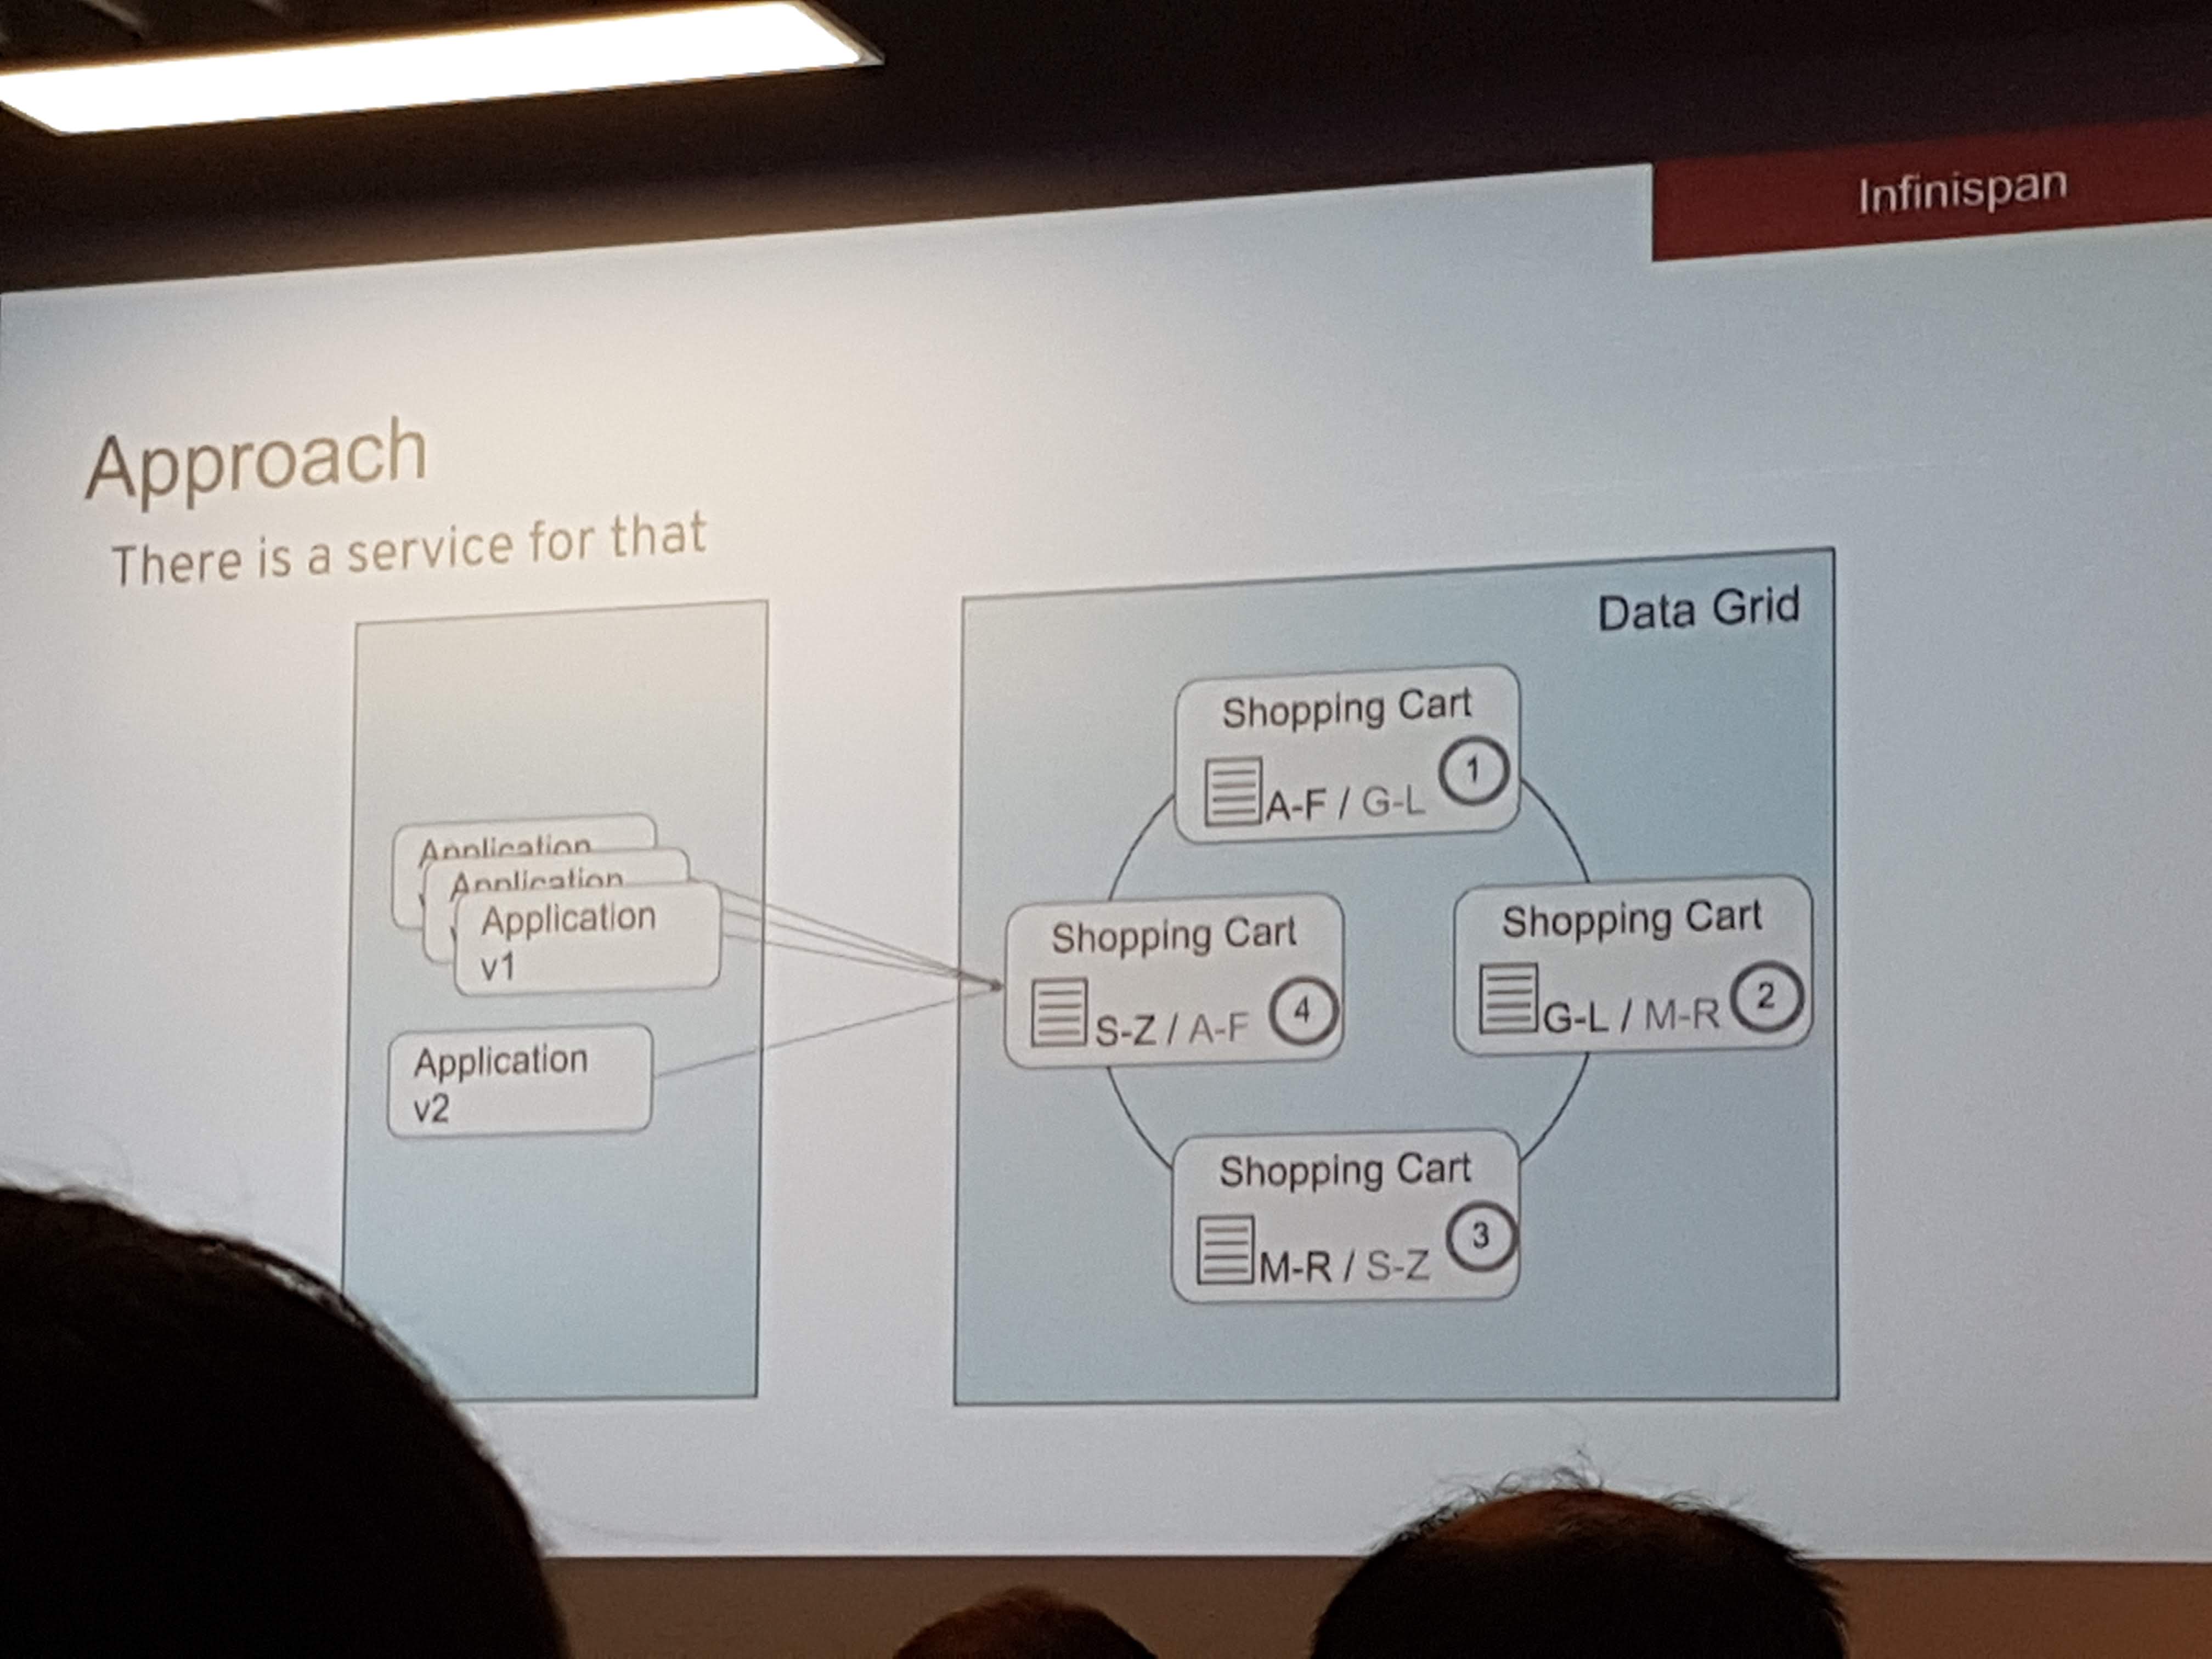 Infinispan
Approach
There is a service for that
Data Grid
Application
Application
Application
v1
Application
v2
Shopping Cart
A-F / G-L 1
Shopping Cart
S-Z / A-F 4
Shopping Cart
G-L / M-R 2
Shopping Cart
M-R / S-Z 3